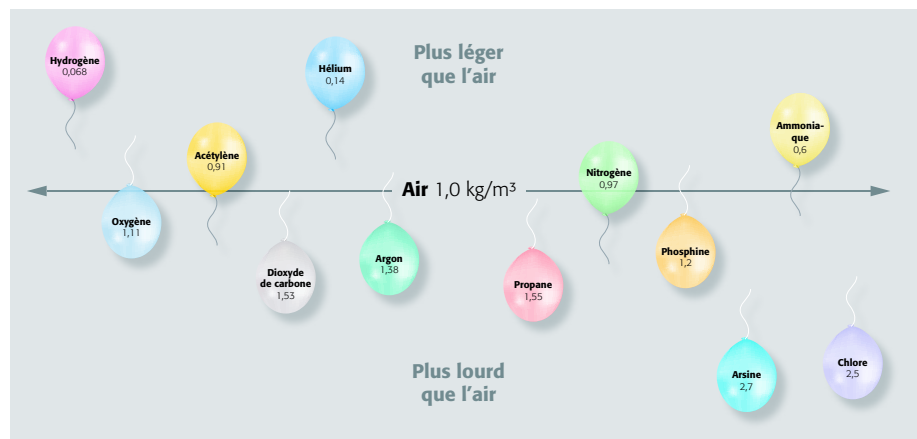 Plus léger
que l'air
Hydrogène
0,068
Hélium
0,14
Acétylène
0,91
Ammonia-
que
0,6
Nitrogène
0,97
Air 1,0 kg/m³
Oxygène
1,11
Dioxyde
de carbone
1,53
Argon
1,38
Propane
1,55
Phosphine
1,2
Arsine
2,7
Chlore
2,5
Plus lourd
que l'air